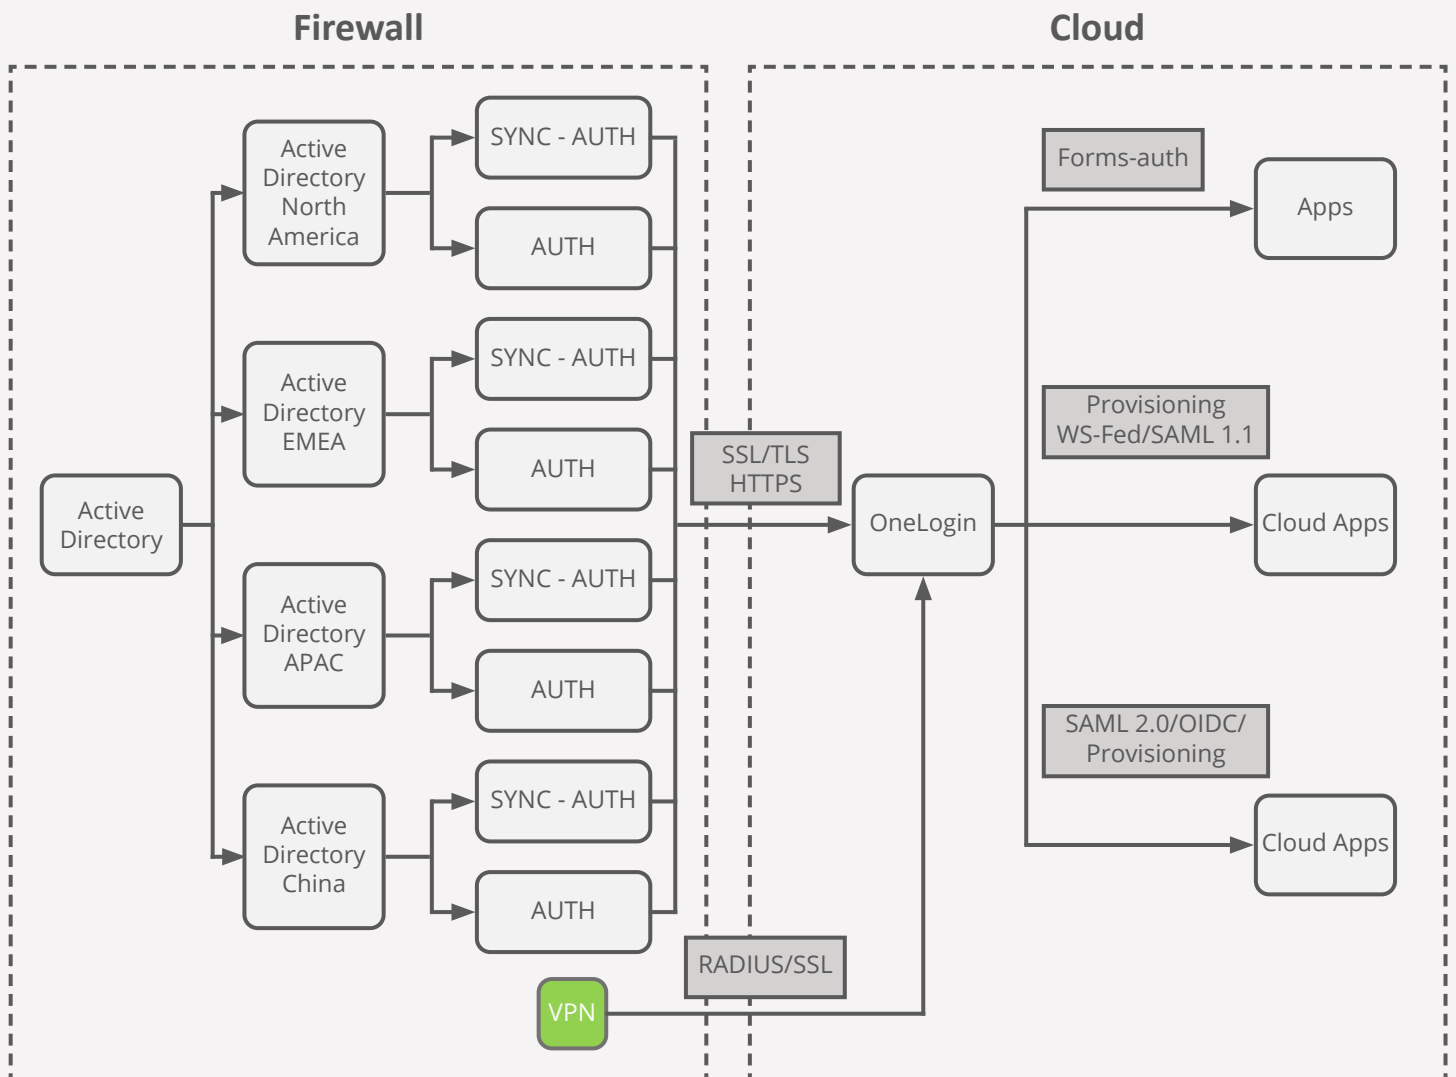 Firewall
Cloud
Active
Directory
Active
Directory
North
America
SYNC - AUTH
AUTH
Active
Directory
EMEA
SYNC - AUTH
AUTH
Active
Directory
APAC
SYNC - AUTH
AUTH
Active
Directory
China
SYNC - AUTH
AUTH
VPN
SSL/TLS
HTTPS
RADIUS/SSL
OneLogin
Forms-auth
Apps
Provisioning
WS-Fed/SAML 1.1
Cloud Apps
SAML 2.0/OIDC/
Provisioning
Cloud Apps